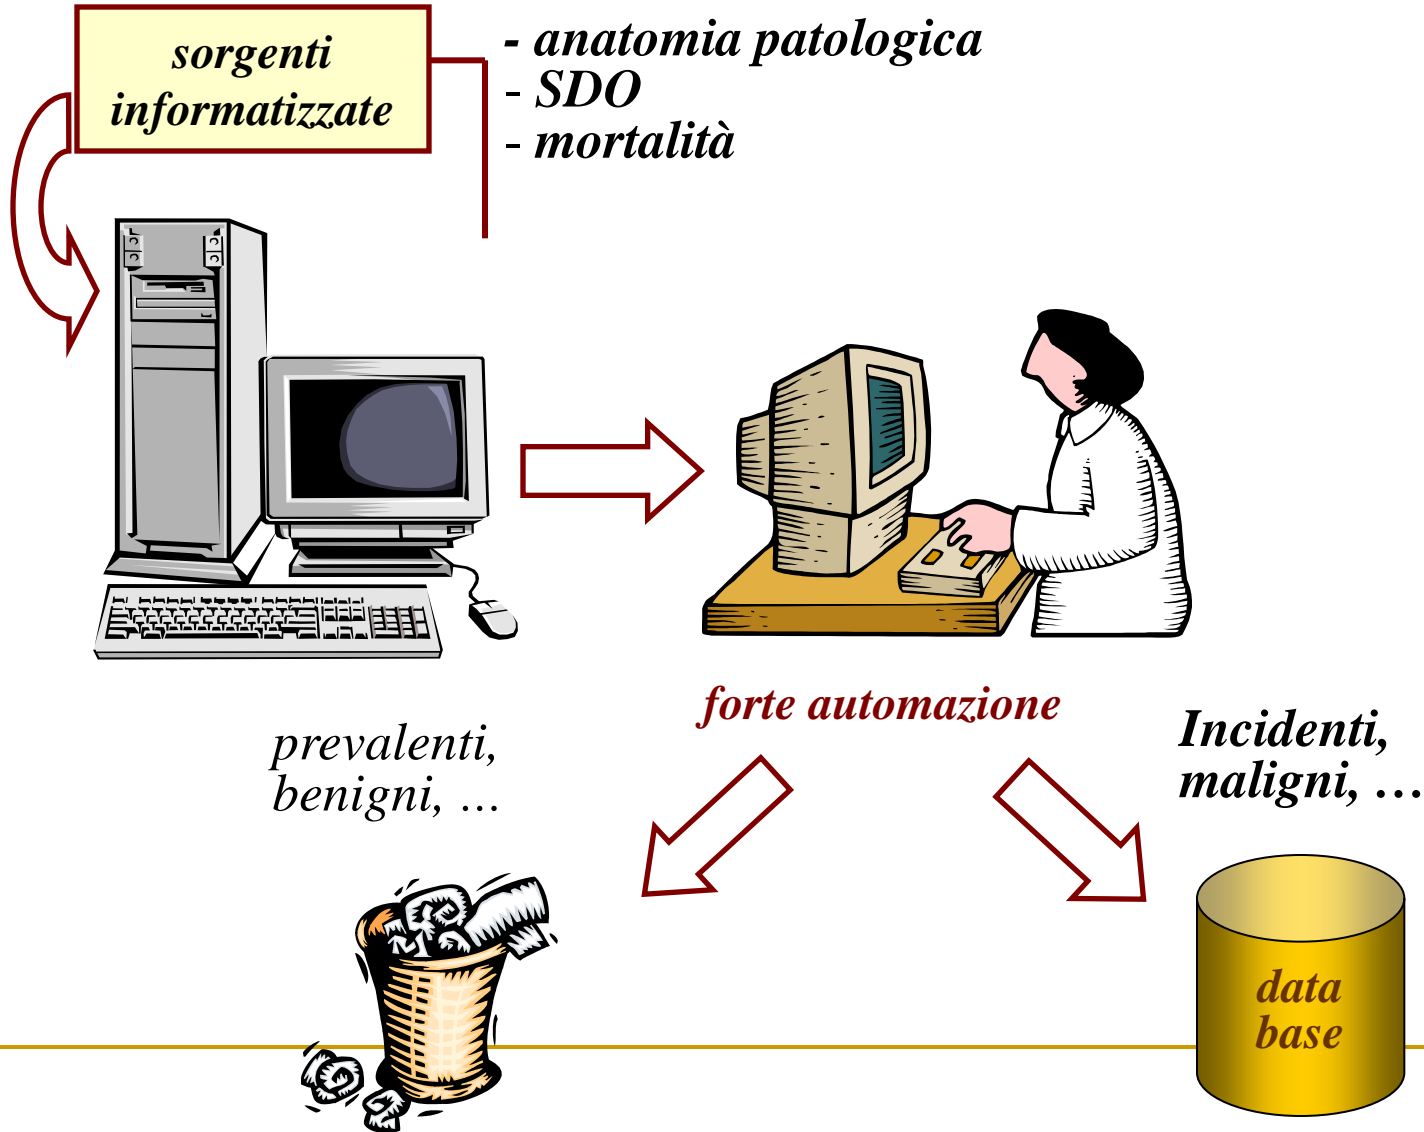 sorgenti
informatizzate
- anatomia patologica
- SDO
- mortalità
forte automazione
prevalenti,
benigni, ...
Incidenti,
maligni, ...
data
base